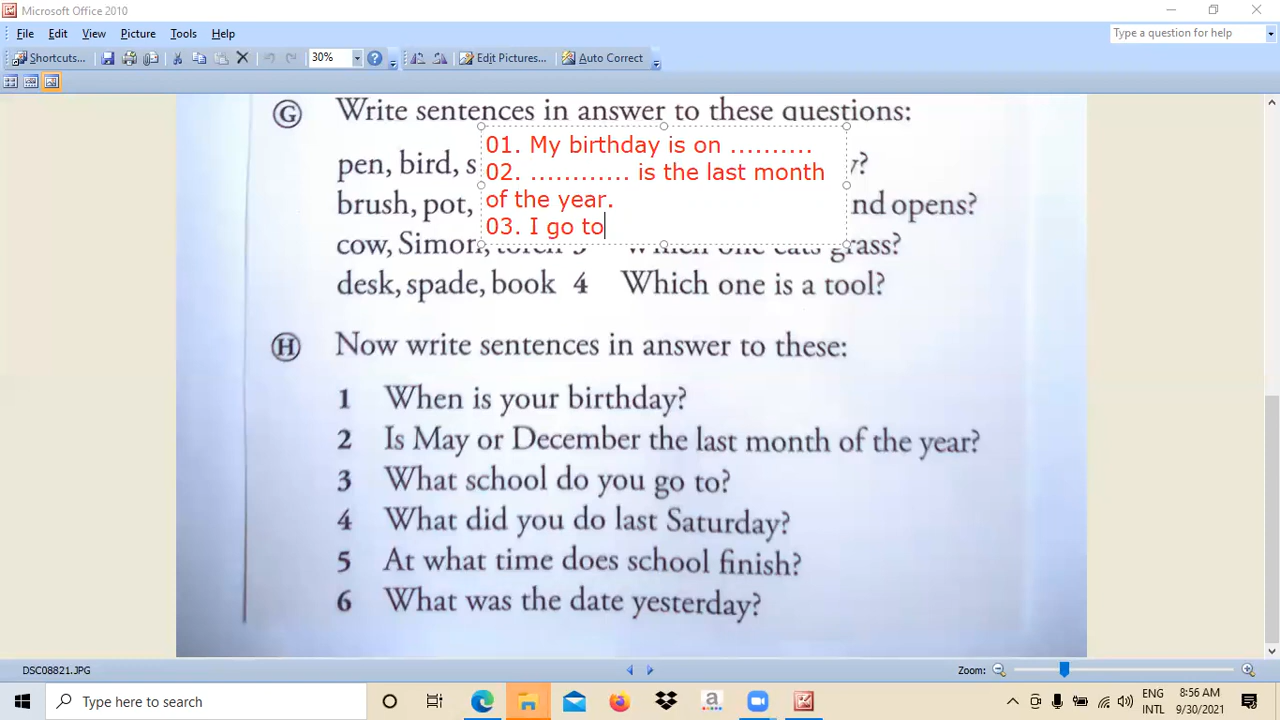 Microsoft Office 2010
File Edit View Picture Tools Help
Type a question for help
Shortcuts... 30% Edit Pictures... Auto Correct
G Write sentences in answer to these questions:
01. My birthday is on ..........
pen, bird, s y?
02. ............ is the last month
of the year.
brush, pot, nd opens?
03. I go to
cow, Simon, torch 3 Which one eats grass?
desk, spade, book 4 Which one is a tool?
H Now write sentences in answer to these:
1 When is your birthday?
2 Is May or December the last month of the year?
3 What school do you go to?
4 What did you do last Saturday?
5 At what time does school finish?
6 What was the date yesterday?
DSC08821.JPG Zoom:
Type here to search
ENG 8:56 AM
INTL 9/30/2021